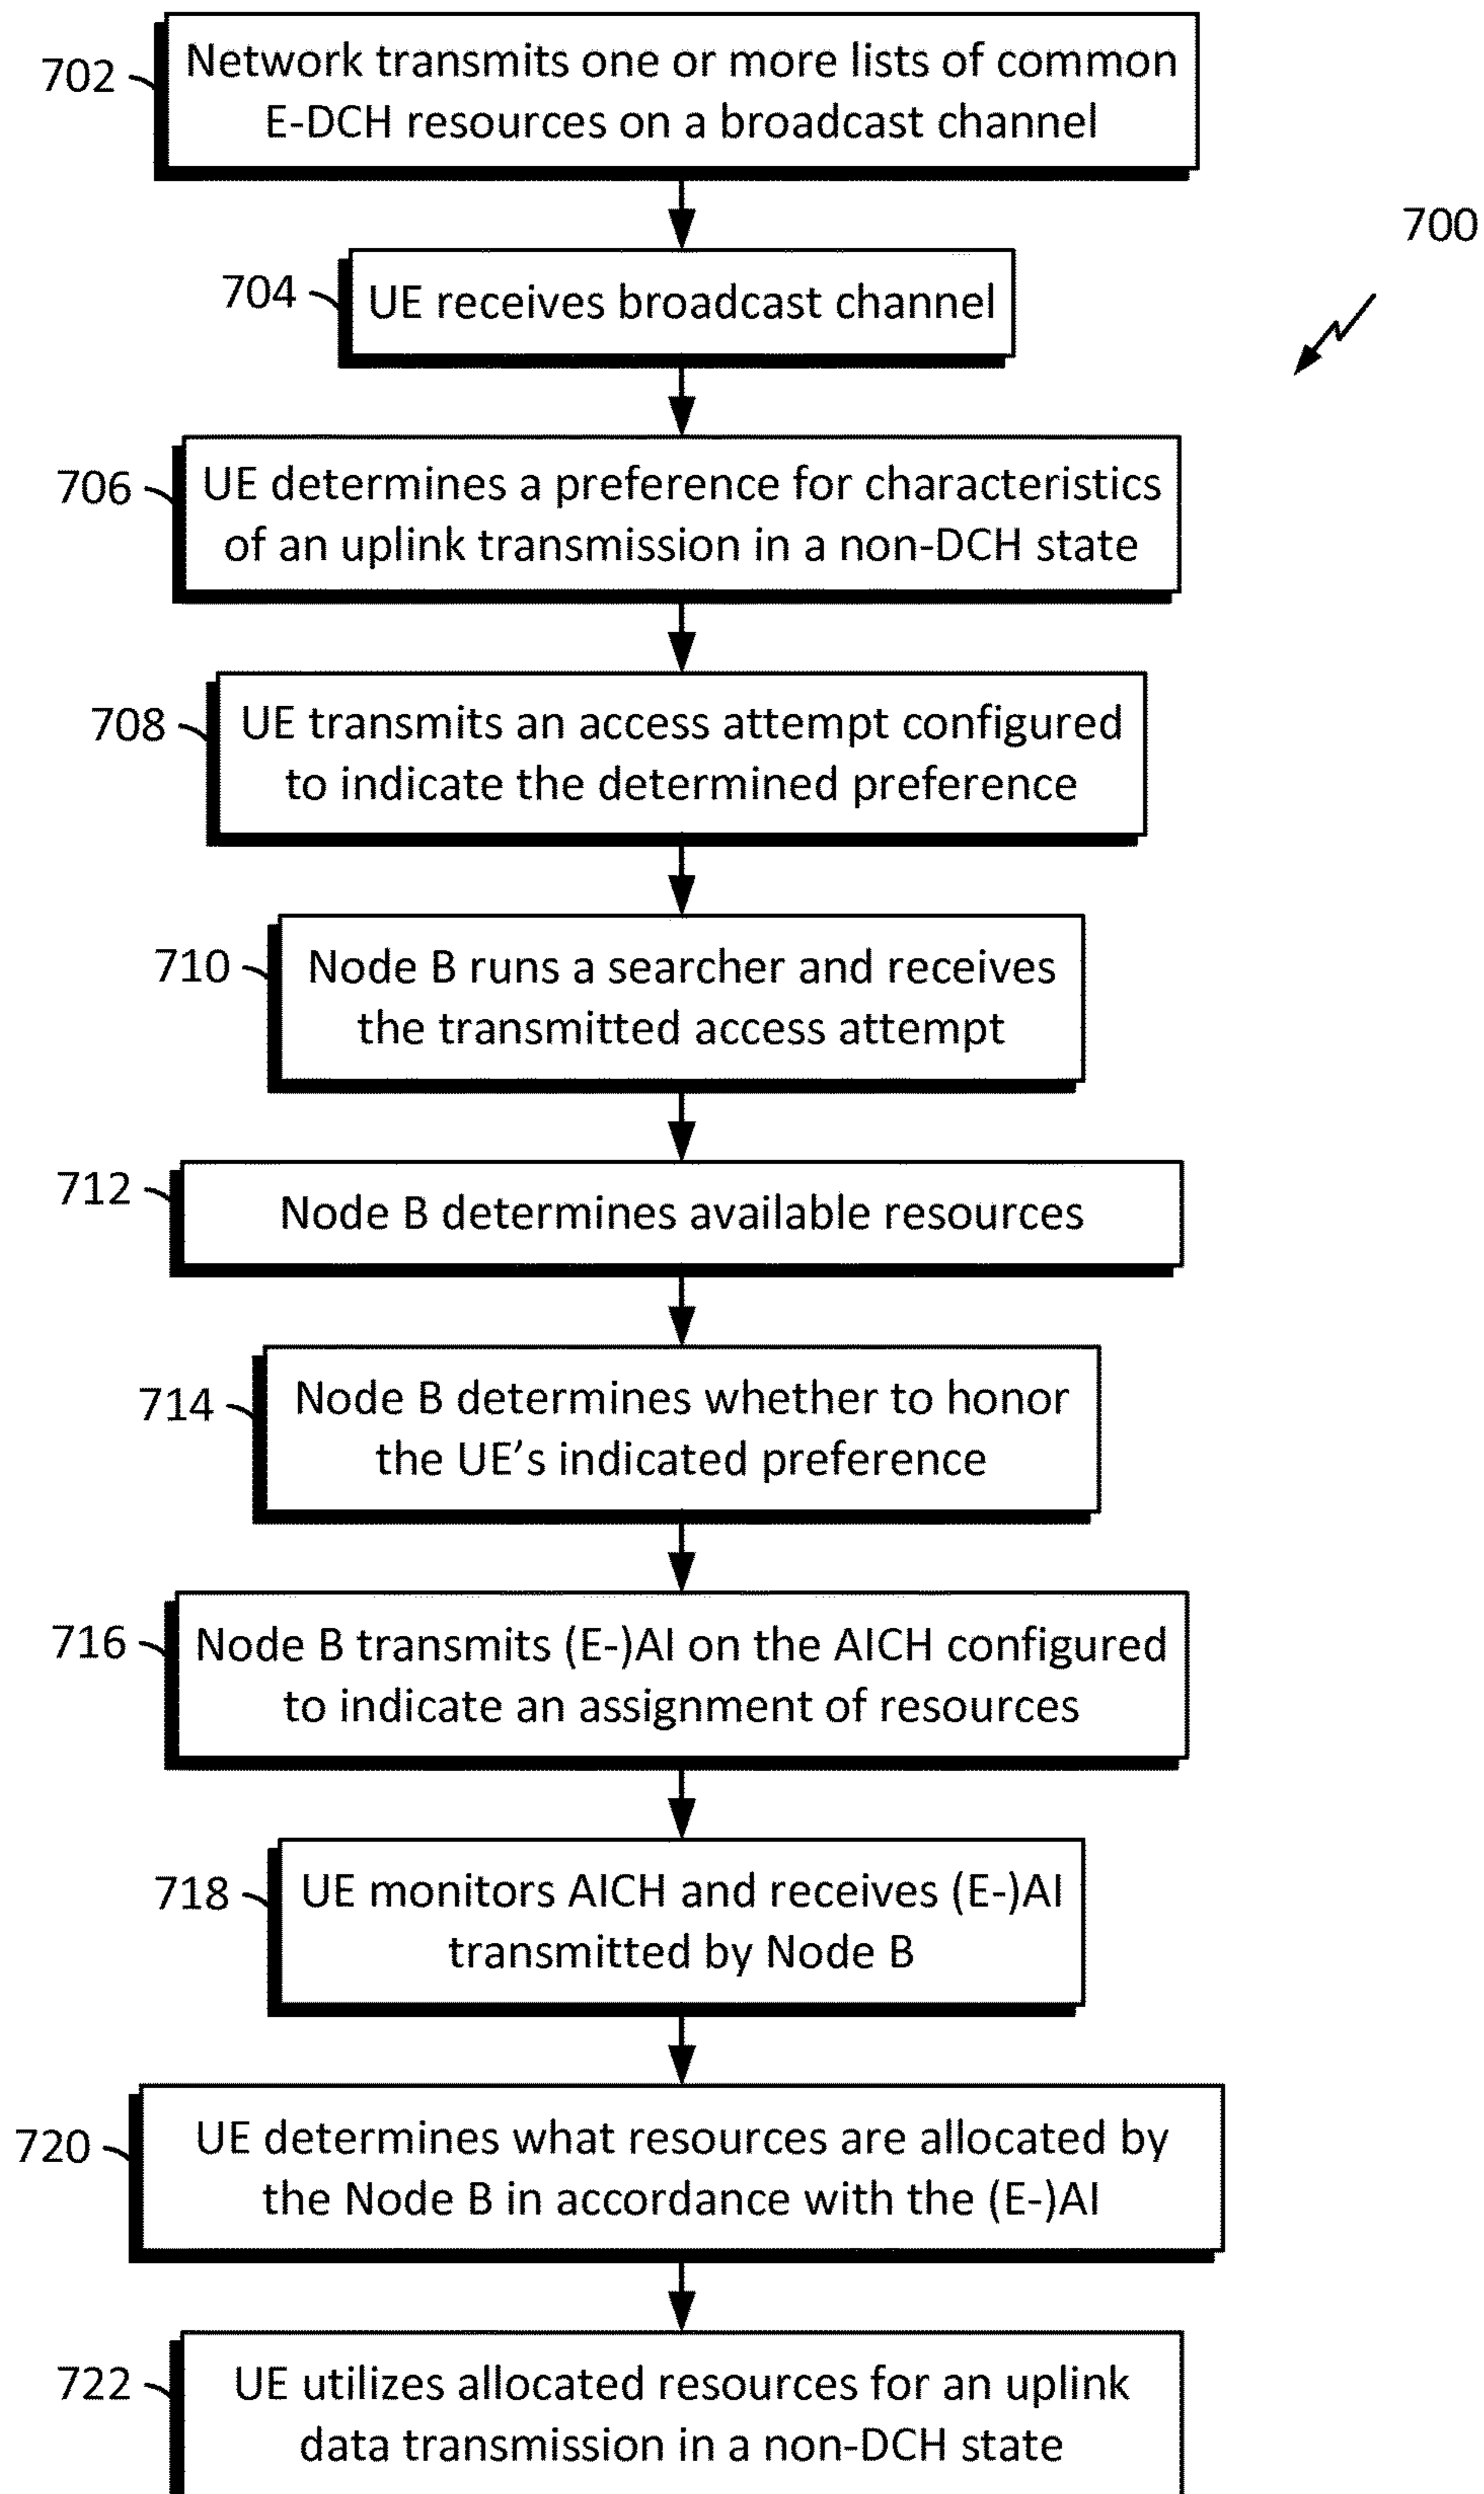 702
Network transmits one or more lists of common
E-DCH resources on a broadcast channel
700
704
UE receives broadcast channel
706
UE determines a preference for characteristics
of an uplink transmission in a non-DCH state
708
UE transmits an access attempt configured
to indicate the determined preference
710
Node B runs a searcher and receives
the transmitted access attempt
712
Node B determines available resources
714
Node B determines whether to honor
the UE’s indicated preference
716
Node B transmits (E-)AI on the AICH configured
to indicate an assignment of resources
718
UE monitors AICH and receives (E-)AI
transmitted by Node B
720
UE determines what resources are allocated by
the Node B in accordance with the (E-)AI
722
UE utilizes allocated resources for an uplink
data transmission in a non-DCH state